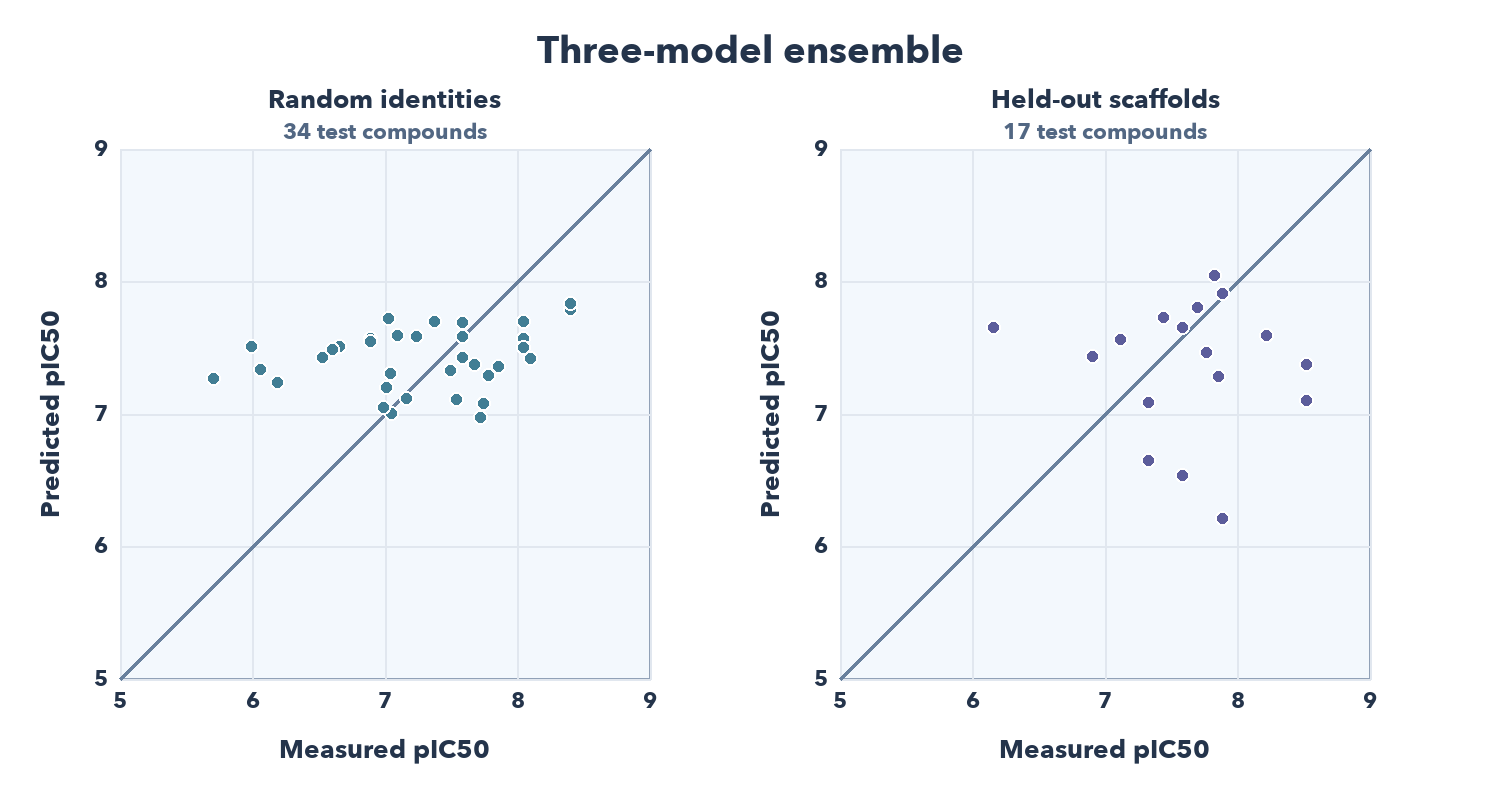 Three-model ensemble
Random identities
34 test compounds
9
8
7
6
5
5 6 7 8 9
Predicted pIC50
Measured pIC50
Held-out scaffolds
17 test compounds
9
8
7
6
5
5 6 7 8 9
Predicted pIC50
Measured pIC50